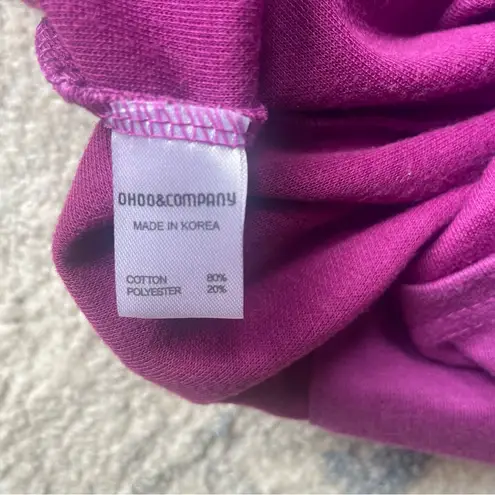 OHOO&COMPANY
MADE IN KOREA
COTTON 80%
POLYESTER 20%